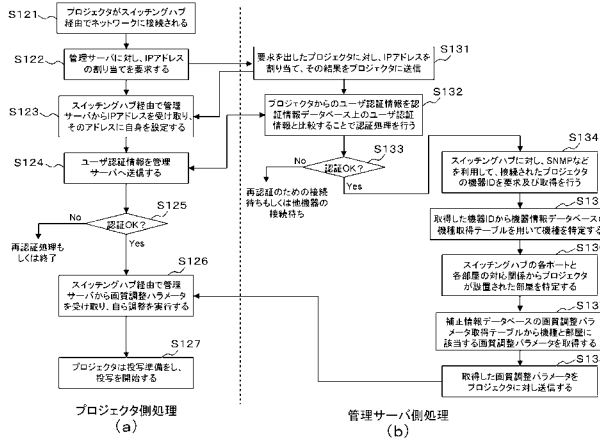 S121
プロジェクタがスイッチングハブ
経由でネットワークに接続される
S122
管理サーバに対し、IPアドレス
の割り当てを要求する
S123
スイッチングハブ経由で管理
サーバからIPアドレスを受け取り、
そのアドレスに自身を設定する
S124
ユーザ認証情報を管理
サーバへ送信する
S125
認証OK?
No
Yes
再認証処理も
しくは終了
S126
スイッチングハブ経由で管理
サーバから画質調整パラメータ
を受け取り、自ら調整を実行する
S127
プロジェクタは投写準備をし、
投写を開始する
プロジェクタ側処理
(a)
S131
要求を出したプロジェクタに対し、IPアドレスを
割り当て、その結果をプロジェクタに送信
S132
プロジェクタからのユーザ認証情報を認
証情報データベース上のユーザ認証
情報と比較することで認証処理を行う
S133
認証OK?
No
Yes
再認証のための接続
待ちもしくは他機器の
接続待ち
S134
スイッチングハブに対し、SNMPなど
を利用して、接続されたプロジェクタ
の機器IDを要求及び取得を行う
S13
取得した機器IDから機器情報データベースの
機種取得テーブルを用いて機種を特定する
S13
スイッチングハブの各ポートと
各部屋の対応関係からプロジェクタ
が設置された部屋を特定する
S13
補正情報データベースの画質調整パラ
メータ取得テーブルから機種と部屋に
該当する画質調整パラメータを取得する
S13
取得した画質調整パラメータを
プロジェクタに対し送信する
管理サーバ側処理
(b)